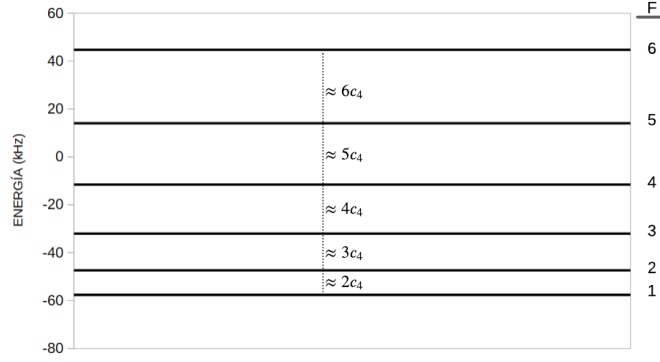 60
F
6
40
≈ 6c₄
20
5
≈ 5c₄
0
4
-20
≈ 4c₄
3
-40
≈ 3c₄
2
≈ 2c₄
1
-60
-80
ENERGÍA (kHz)